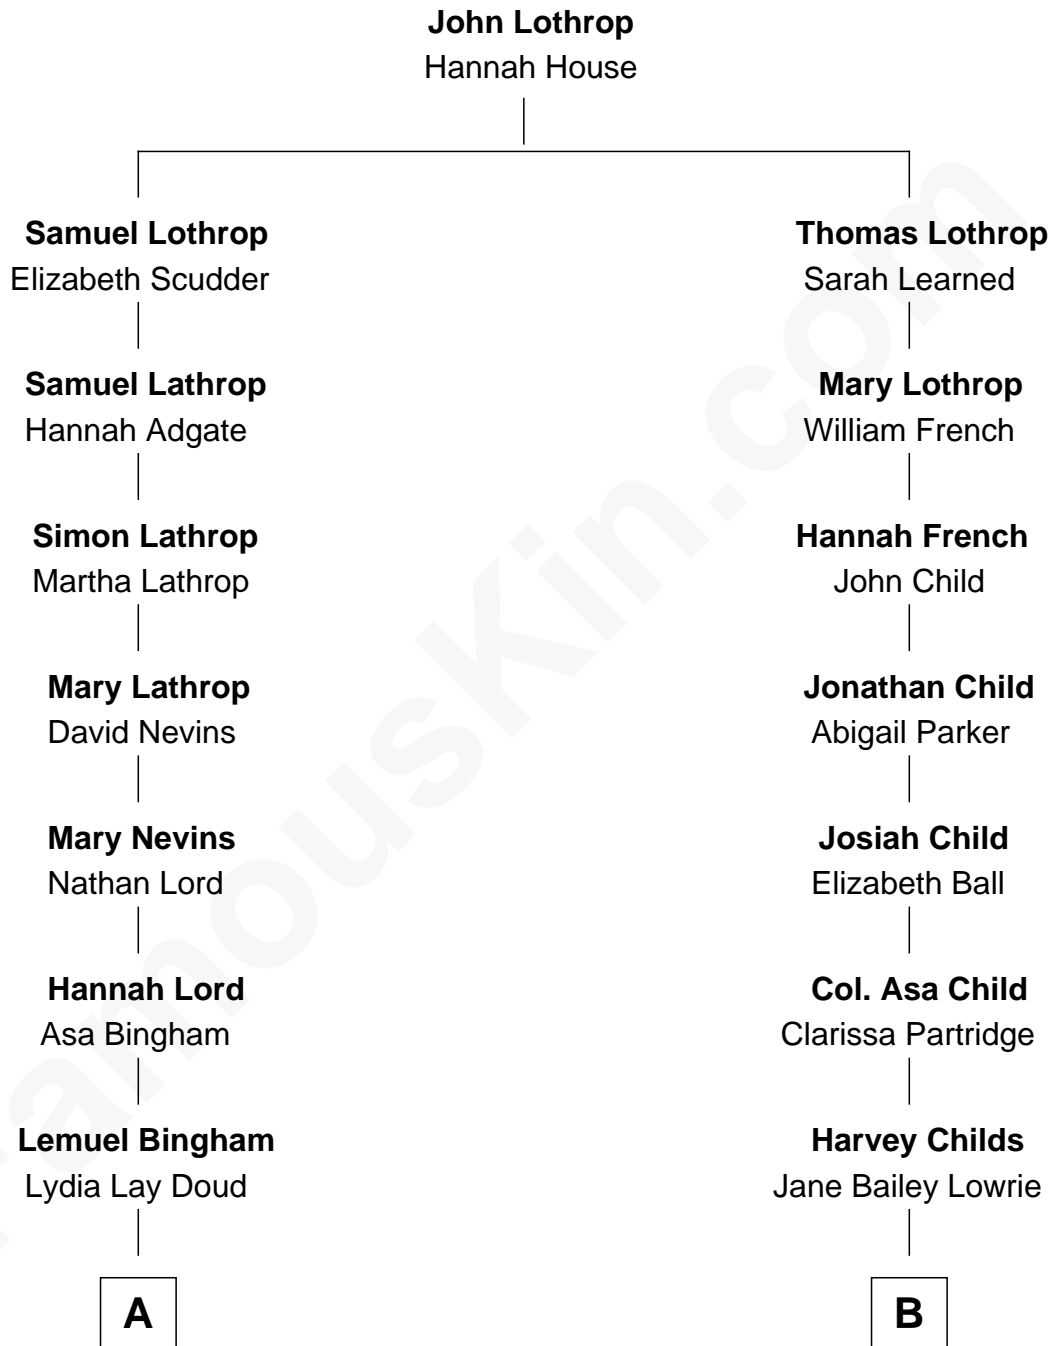 John Lothrop
Hannah House
Samuel Lothrop
Elizabeth Scudder
Thomas Lothrop
Sarah Learned
Samuel Lathrop
Hannah Adgate
Mary Lothrop
William French
Simon Lathrop
Martha Lathrop
Hannah French
John Child
Mary Lathrop
David Nevins
Jonathan Child
Abigail Parker
Mary Nevins
Nathan Lord
Josiah Child
Elizabeth Ball
Hannah Lord
Asa Bingham
Col. Asa Child
Clarissa Partridge
Lemuel Bingham
Lydia Lay Doud
Harvey Childs
Jane Bailey Lowrie
A
B
FamousKin.com